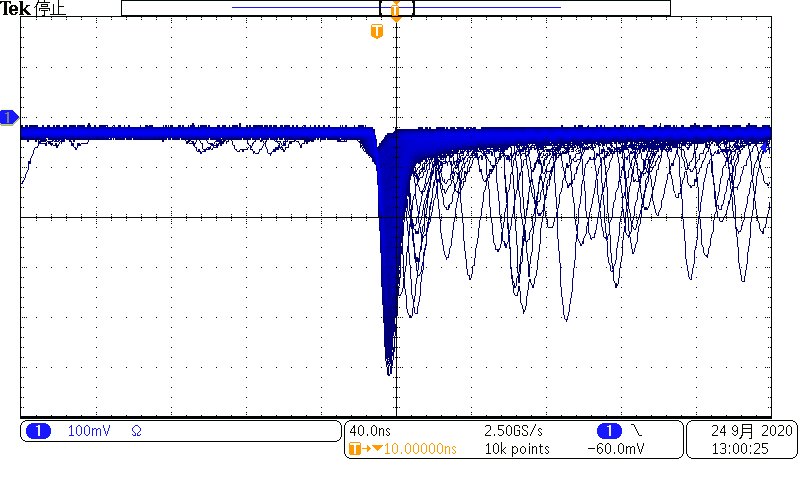 Tek 停止
T
T
1
1 100mV Ω
40.0ns 2.50GS/s 1 \
T→▼10.00000ns 10k points −60.0mV
24 9月 2020
13:00:25